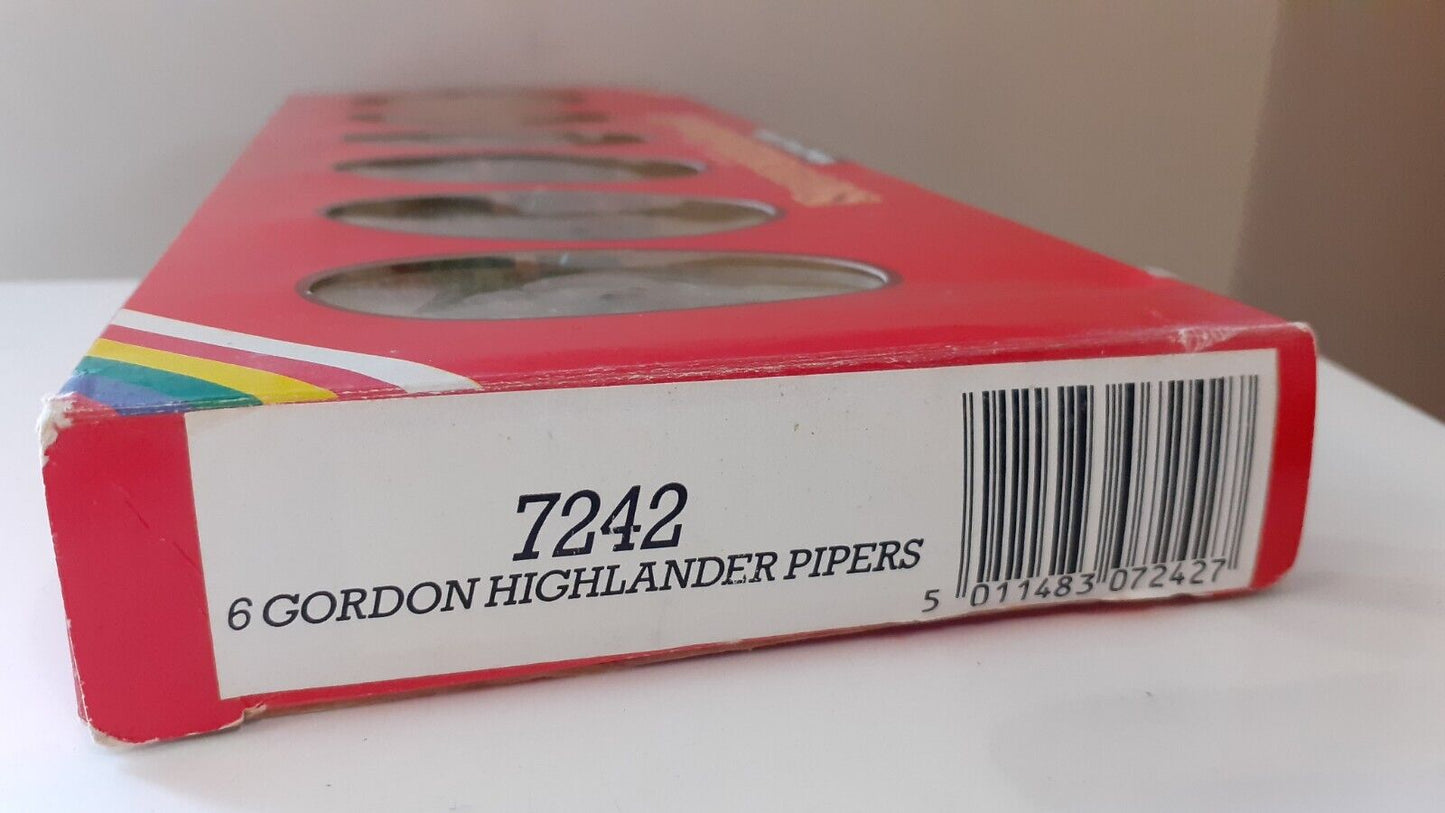 7242
6 GORDON HIGHLANDER PIPERS
5 011483 072427